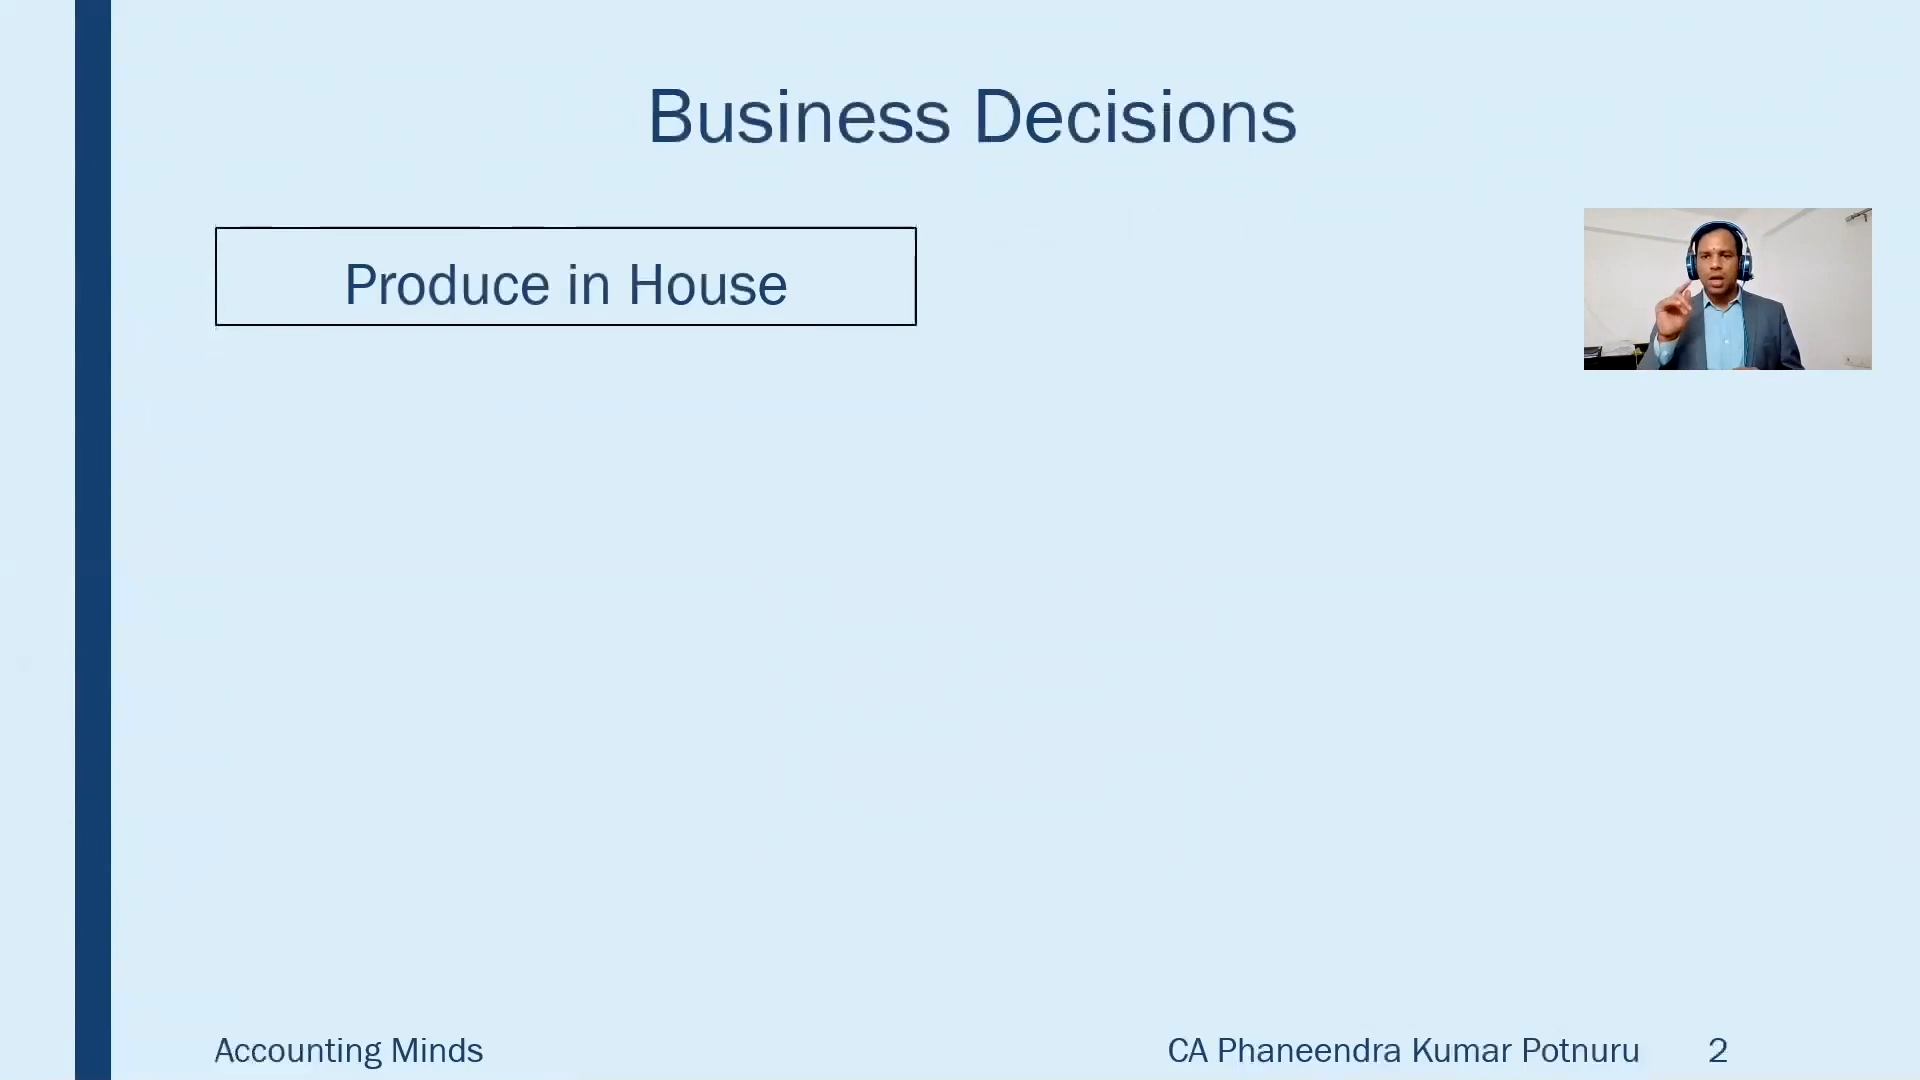 Business Decisions
Produce in House
Accounting Minds
CA Phaneendra Kumar Potnuru
2